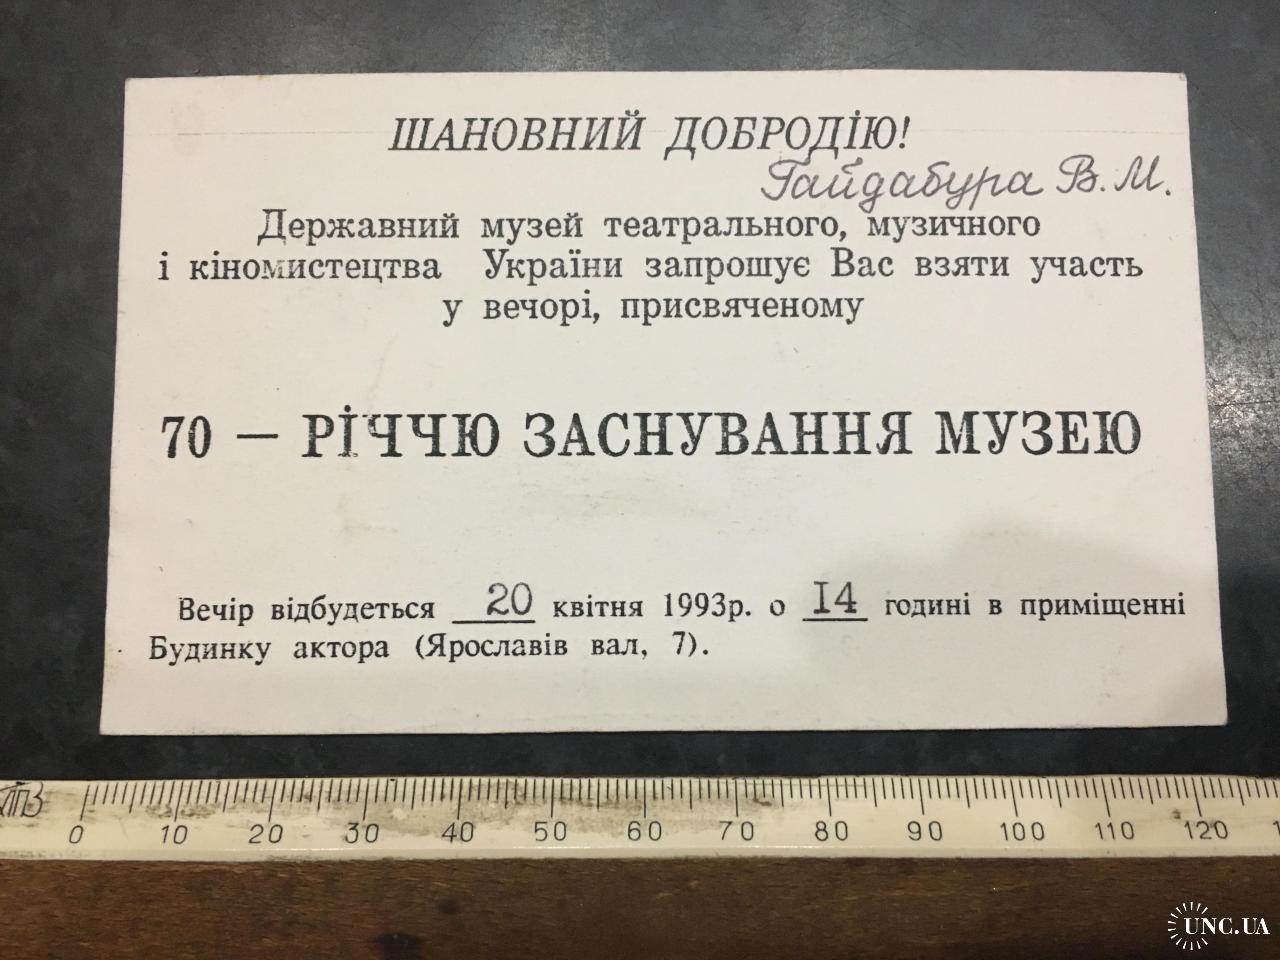 ШАНОВНИЙ ДОБРОДІЮ!
Гайдабура В. М.
Державний музей театрального, музичного
і кіномистецтва України запрошує Вас взяти участь
у вечорі, присвяченому
70 — РІЧЧЮ ЗАСНУВАННЯ МУЗЕЮ
Вечір відбудеться 20 квітня 1993р. о 14 годині в приміщенні
Будинку актора (Ярославів вал, 7).
0 10 20 30 40 50 60 70 80 90 100 110 120
UNC.UA